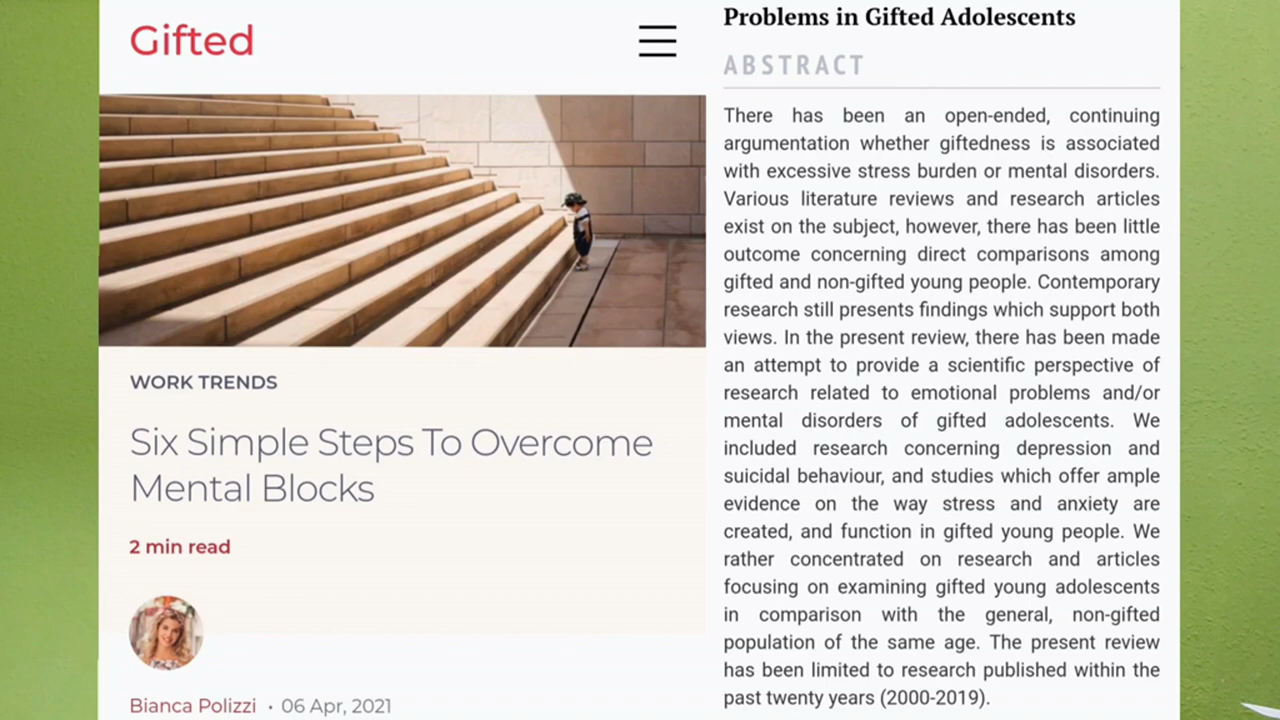 Gifted
WORK TRENDS
Six Simple Steps To Overcome
Mental Blocks
2 min read
Bianca Polizzi • 06 Apr, 2021
Problems in Gifted Adolescents
ABSTRACT
There has been an open-ended, continuing
argumentation whether giftedness is associated
with excessive stress burden or mental disorders.
Various literature reviews and research articles
exist on the subject, however, there has been little
outcome concerning direct comparisons among
gifted and non-gifted young people. Contemporary
research still presents findings which support both
views. In the present review, there has been made
an attempt to provide a scientific perspective of
research related to emotional problems and/or
mental disorders of gifted adolescents. We
included research concerning depression and
suicidal behaviour, and studies which offer ample
evidence on the way stress and anxiety are
created, and function in gifted young people. We
rather concentrated on research and articles
focusing on examining gifted young adolescents
in comparison with the general, non-gifted
population of the same age. The present review
has been limited to research published within the
past twenty years (2000-2019).